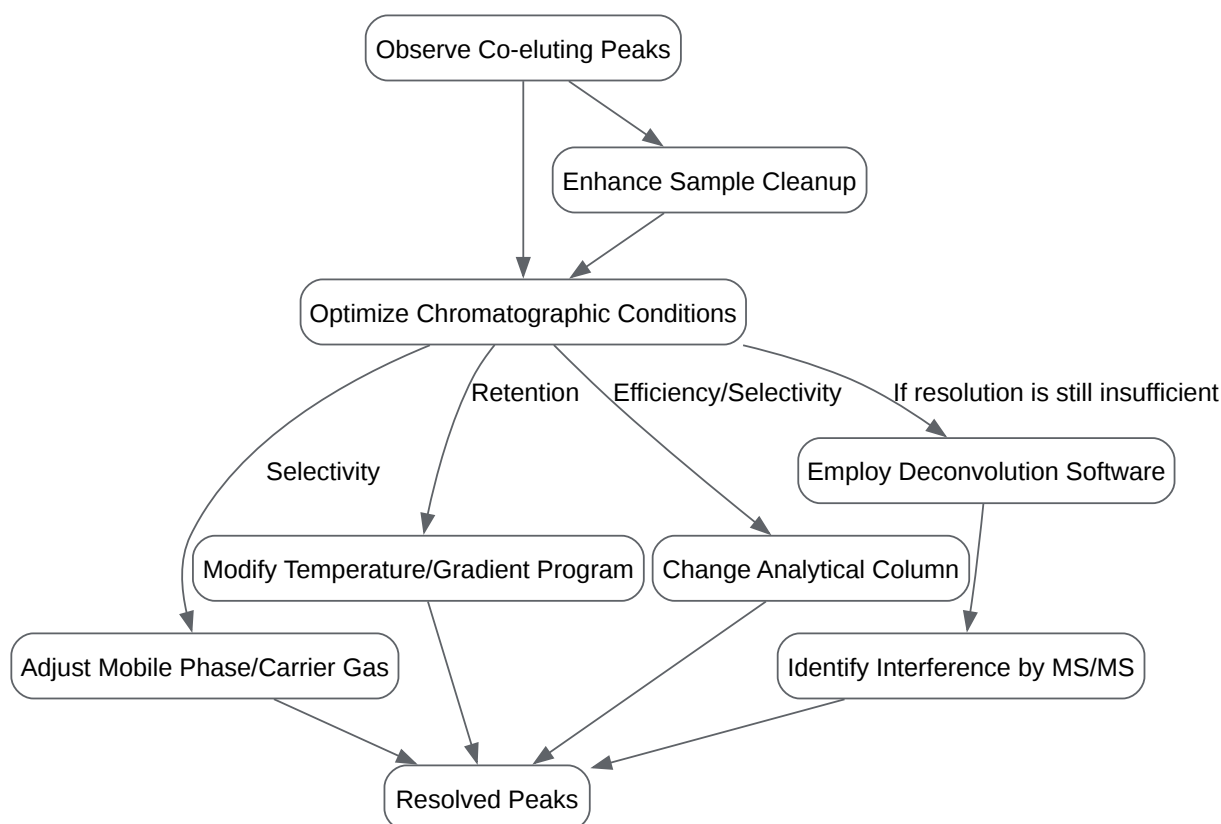 Observe Co-eluting Peaks
Enhance Sample Cleanup
Optimize Chromatographic Conditions
Retention
Efficiency/Selectivity
If resolution is still insufficient
Selectivity
Employ Deconvolution Software
Modify Temperature/Gradient Program
Change Analytical Column
Adjust Mobile Phase/Carrier Gas
Identify Interference by MS/MS
Resolved Peaks